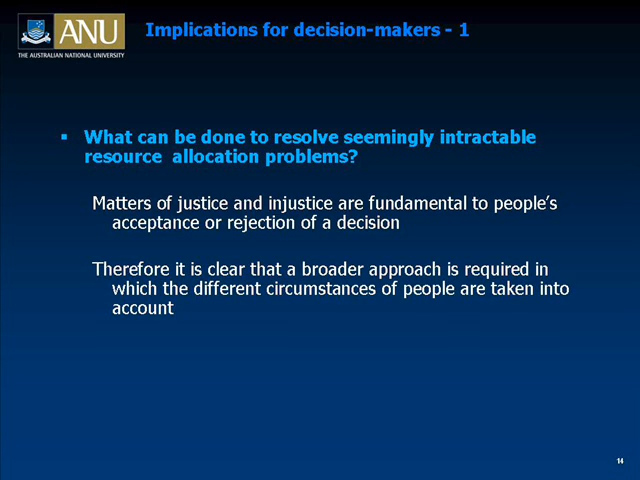 ANU
THE AUSTRALIAN NATIONAL UNIVERSITY
Implications for decision-makers - 1
▪ What can be done to resolve seemingly intractable
resource  allocation problems?
Matters of justice and injustice are fundamental to people’s
acceptance or rejection of a decision
Therefore it is clear that a broader approach is required in
which the different circumstances of people are taken into
account
14